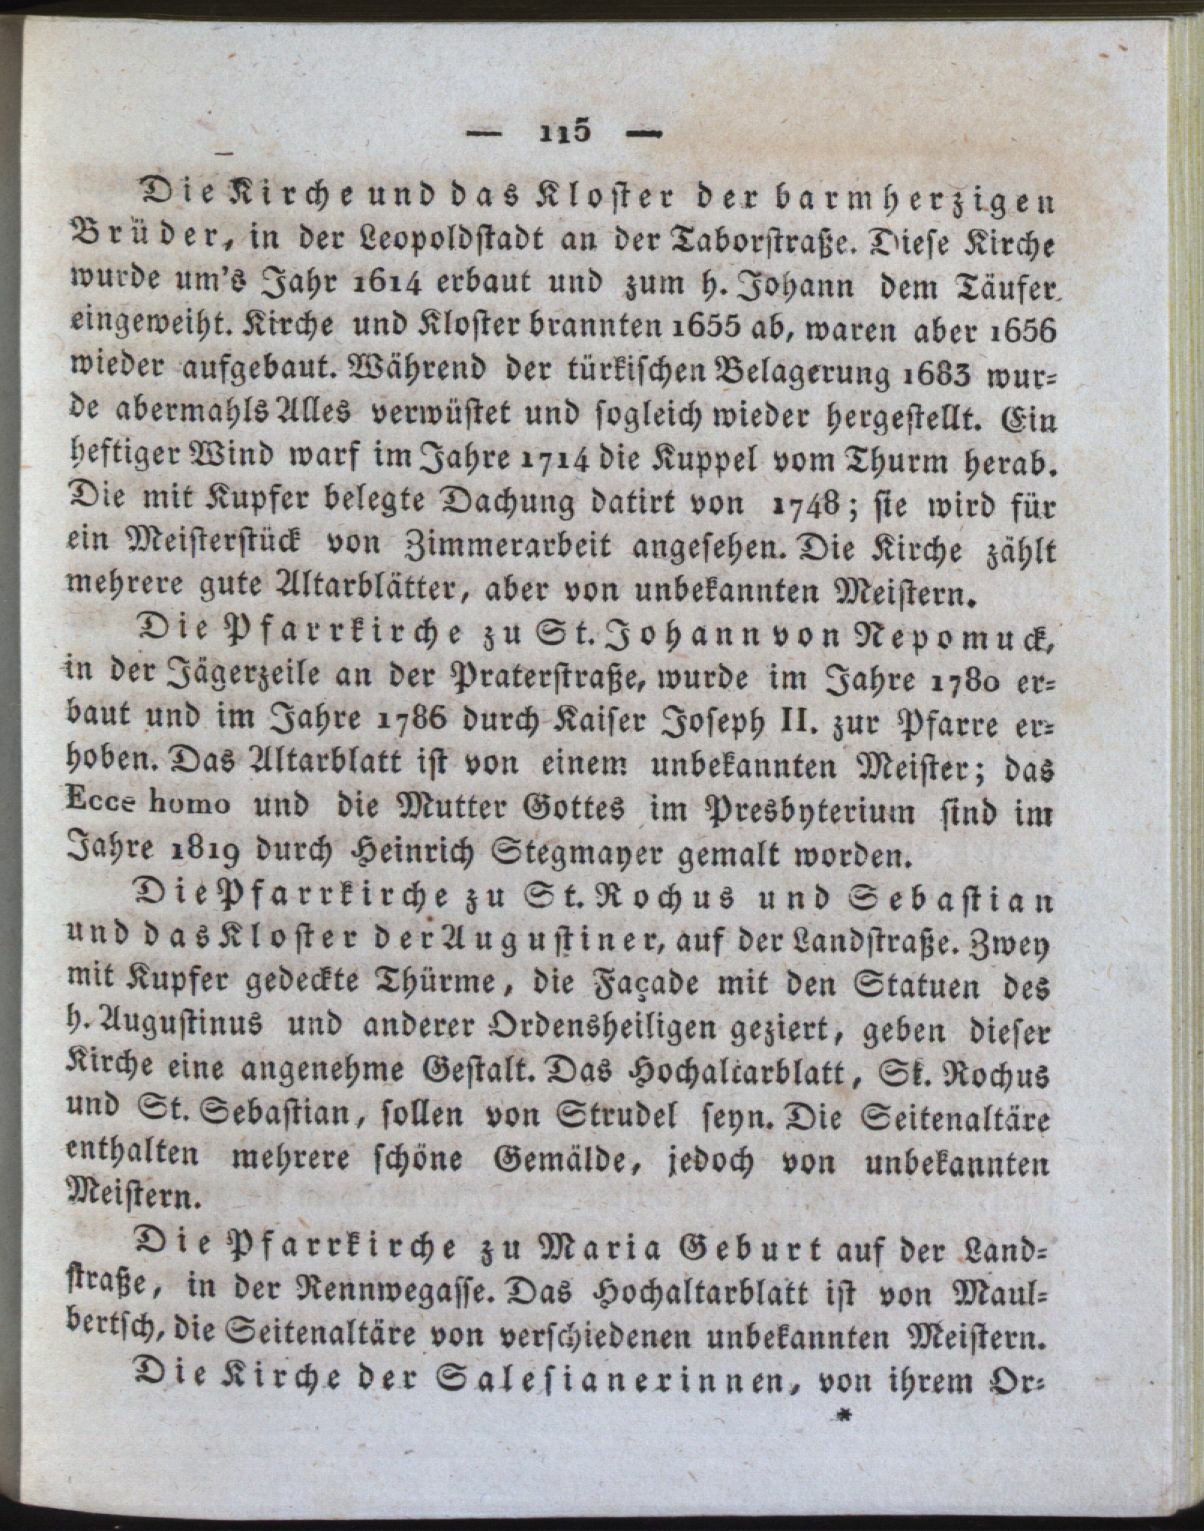 — 115 —
Die Kirche und das Kloster der barmherzigen
Brüder, in der Leopoldstadt an der Taborstraße. Diese Kirche
wurde um's Jahr 1614 erbaut und zum h. Johann dem Täufer
eingeweiht. Kirche und Kloster brannten 1655 ab, waren aber 1656
wieder aufgebaut. Während der türkischen Belagerung 1683 wur-
de abermahls Alles verwüstet und sogleich wieder hergestellt. Ein
heftiger Wind warf im Jahre 1714 die Kuppel vom Thurm herab.
Die mit Kupfer belegte Dachung datirt von 1748; sie wird für
ein Meisterstück von Zimmerarbeit angesehen. Die Kirche zählt
mehrere gute Altarblätter, aber von unbekannten Meistern.
Die Pfarrkirche zu St. Johann von Nepomuck,
in der Jägerzeile an der Praterstraße, wurde im Jahre 1780 er-
baut und im Jahre 1786 durch Kaiser Joseph II. zur Pfarre er-
hoben. Das Altarblatt ist von einem unbekannten Meister; das
Ecce homo und die Mutter Gottes im Presbyterium sind im
Jahre 1819 durch Heinrich Stegmayer gemalt worden.
Die Pfarrkirche zu St. Rochus und Sebastian
und das Kloster der Augustiner, auf der Landstraße. Zwey
mit Kupfer gedeckte Thürme, die Façade mit den Statuen des
h. Augustinus und anderer Ordensheiligen geziert, geben dieser
Kirche eine angenehme Gestalt. Das Hochaltarblatt, St. Rochus
und St. Sebastian, sollen von Strudel seyn. Die Seitenaltäre
enthalten mehrere schöne Gemälde, jedoch von unbekannten
Meistern.
Die Pfarrkirche zu Maria Geburt auf der Land-
straße, in der Rennwegasse. Das Hochaltarblatt ist von Maul-
bertsch, die Seitenaltäre von verschiedenen unbekannten Meistern.
Die Kirche der Salesianerinnen, von ihrem Or-
*